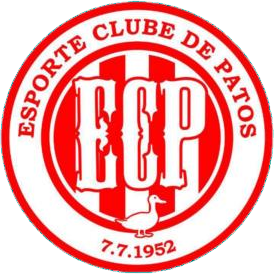 ESPORTE CLUBE DE PATOS
ECP
7.7.1952